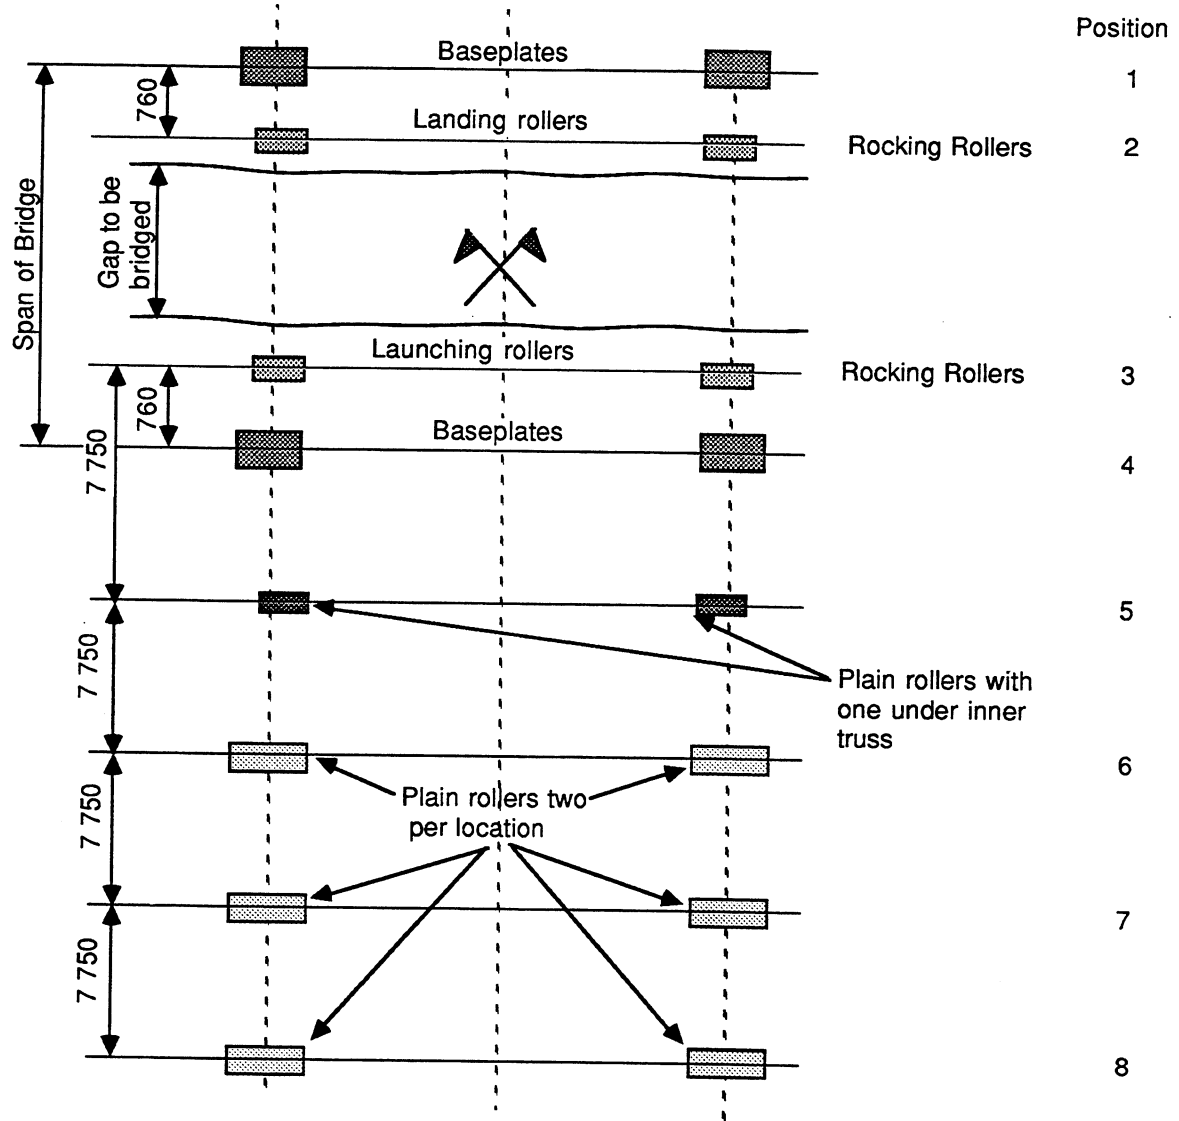 Position
Baseplates
1
760
Landing rollers
Rocking Rollers
2
Span of Bridge
Gap to be
bridged
Launching rollers
Rocking Rollers
3
760
Baseplates
4
7 750
5
7 750
Plain rollers with
one under inner
truss
6
7 750
Plain rollers two
per location
7
7 750
8